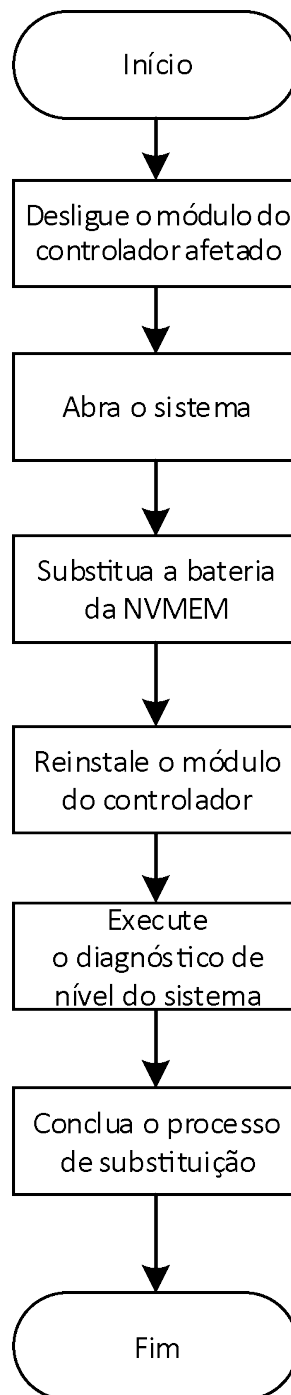 Início
Desligue o módulo do
controlador afetado
Abra o sistema
Substitua a bateria
da NVMEM
Reinstale o módulo
do controlador
Execute
o diagnóstico de
nível do sistema
Conclua o processo
de substituição
Fim